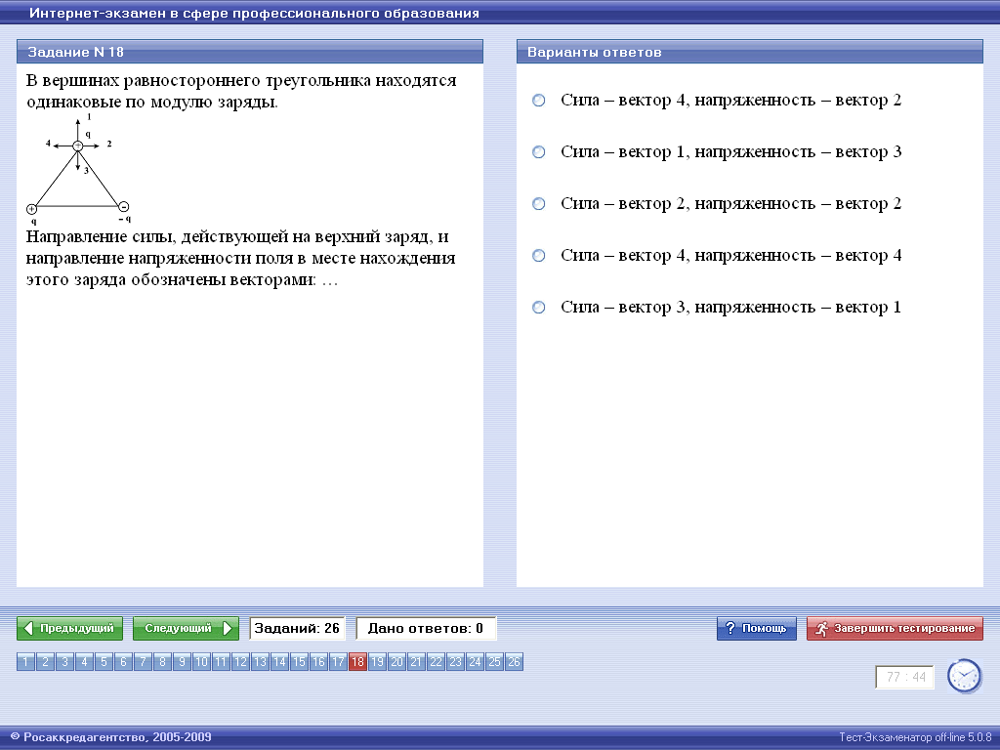 Интернет-экзамен в сфере профессионального образования
Задание N 18
В вершинах равностороннего треугольника находятся
одинаковые по модулю заряды.
1
q
4
+
2
3
+
−
q
– q
Направление силы, действующей на верхний заряд, и
направление напряженности поля в месте нахождения
этого заряда обозначены векторами: …
Варианты ответов
Сила – вектор 4, напряженность – вектор 2
Сила – вектор 1, напряженность – вектор 3
Сила – вектор 2, напряженность – вектор 2
Сила – вектор 4, напряженность – вектор 4
Сила – вектор 3, напряженность – вектор 1
Предыдущий Следующий Заданий: 26 Дано ответов: 0 ? Помощь Завершить тестирование
1 2 3 4 5 6 7 8 9 10 11 12 13 14 15 16 17 18 19 20 21 22 23 24 25 26
77 : 44
© Росаккредагентство, 2005-2009 Тест-Экзаменатор off-line 5.0.8